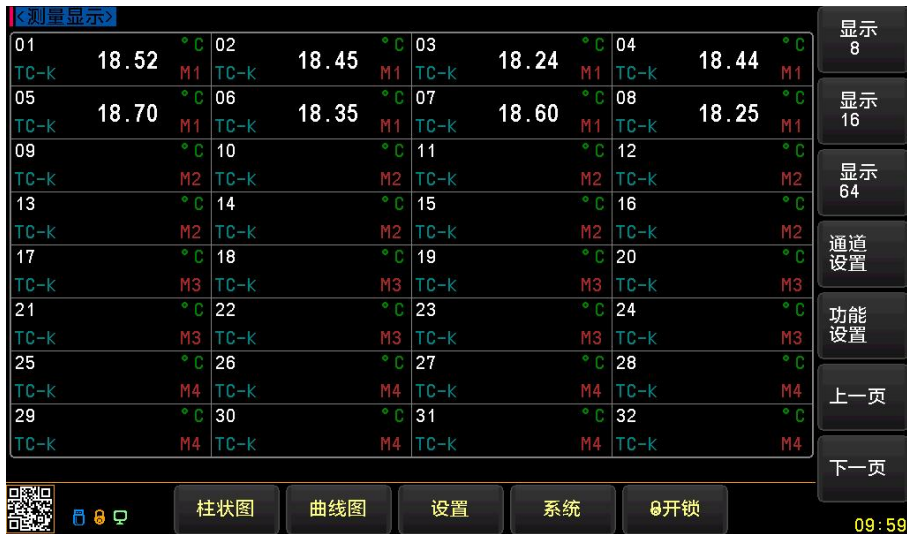 <测量显示>
01 18.52 °C 02 18.45 °C 03 18.24 °C 04 18.44 °C
TC-K M1 TC-K M1 TC-K M1 TC-K M1
05 18.70 °C 06 18.35 °C 07 18.60 °C 08 18.25 °C
TC-K M1 TC-K M1 TC-K M1 TC-K M1
09 °C 10 °C 11 °C 12 °C
TC-K M2 TC-K M2 TC-K M2 TC-K M2
13 °C 14 °C 15 °C 16 °C
TC-K M2 TC-K M2 TC-K M2 TC-K M2
17 °C 18 °C 19 °C 20 °C
TC-K M3 TC-K M3 TC-K M3 TC-K M3
21 °C 22 °C 23 °C 24 °C
TC-K M3 TC-K M3 TC-K M3 TC-K M3
25 °C 26 °C 27 °C 28 °C
TC-K M4 TC-K M4 TC-K M4 TC-K M4
29 °C 30 °C 31 °C 32 °C
TC-K M4 TC-K M4 TC-K M4 TC-K M4
显示
8
显示
16
显示
64
通道
设置
功能
设置
上一页
下一页
柱状图 曲线图 设置 系统 开锁
09:59